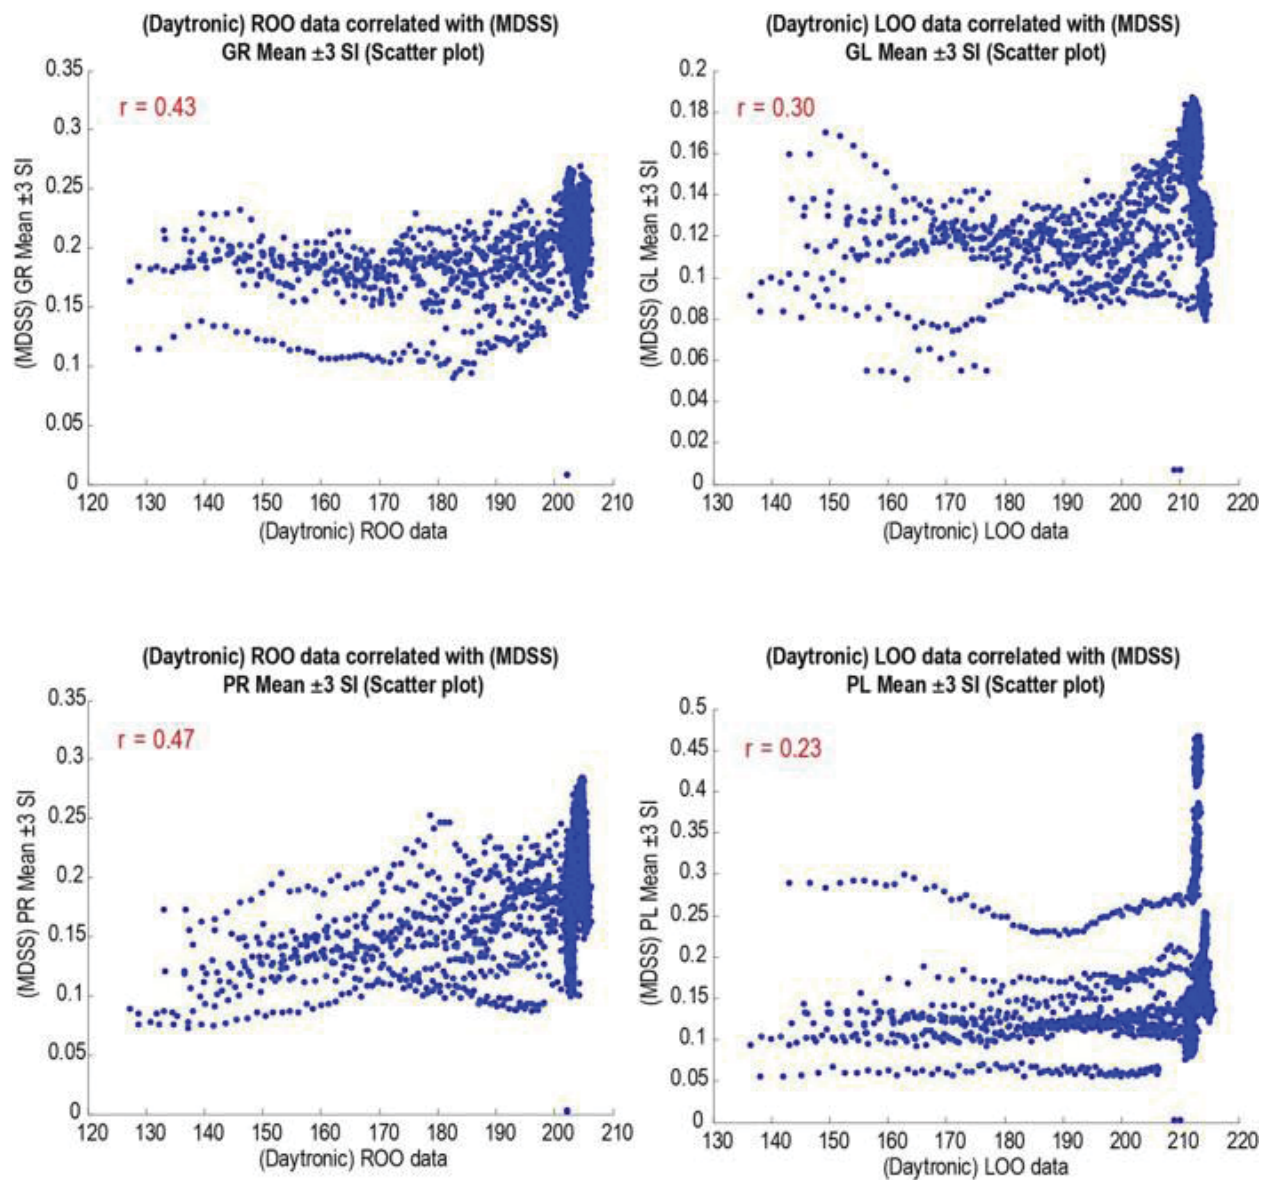 (Daytronic) ROO data correlated with (MDSS)
GR Mean ±3 SI (Scatter plot)
r = 0.43
(MDSS) GR Mean ±3 SI
0.35
0.3
0.25
0.2
0.15
0.1
0.05
0
120 130 140 150 160 170 180 190 200 210
(Daytronic) ROO data
(Daytronic) LOO data correlated with (MDSS)
GL Mean ±3 SI (Scatter plot)
r = 0.30
(MDSS) GL Mean ±3 SI
0.2
0.18
0.16
0.14
0.12
0.1
0.08
0.06
0.04
0.02
0
130 140 150 160 170 180 190 200 210 220
(Daytronic) LOO data
(Daytronic) ROO data correlated with (MDSS)
PR Mean ±3 SI (Scatter plot)
r = 0.47
(MDSS) PR Mean ±3 SI
0.35
0.3
0.25
0.2
0.15
0.1
0.05
0
120 130 140 150 160 170 180 190 200 210
(Daytronic) ROO data
(Daytronic) LOO data correlated with (MDSS)
PL Mean ±3 SI (Scatter plot)
r = 0.23
(MDSS) PL Mean ±3 SI
0.5
0.45
0.4
0.35
0.3
0.25
0.2
0.15
0.1
0.05
0
130 140 150 160 170 180 190 200 210 220
(Daytronic) LOO data